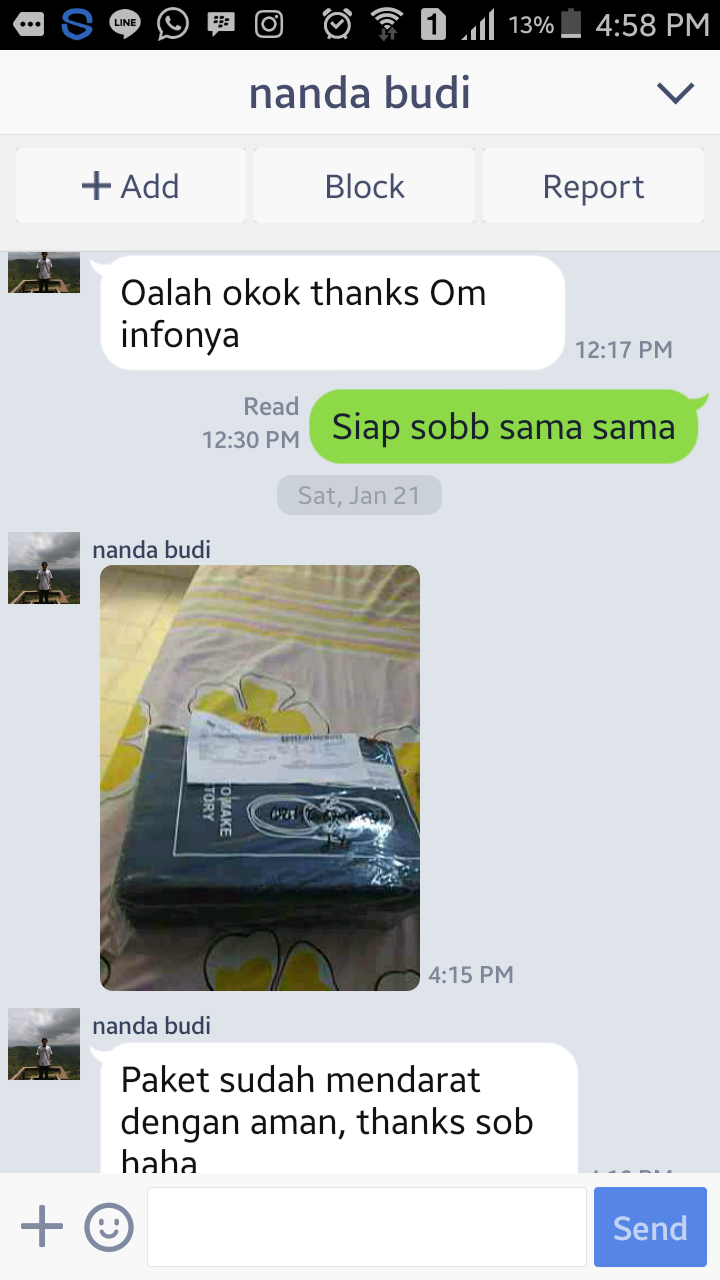 LINE
1
13%
4:58 PM
nanda budi
+ Add
Block
Report
Oalah okok thanks Om
infonya
12:17 PM
Read
12:30 PM
Siap sobb sama sama
Sat, Jan 21
nanda budi
MAKE
TORY
4:15 PM
nanda budi
Paket sudah mendarat
dengan aman, thanks sob
haha
Send